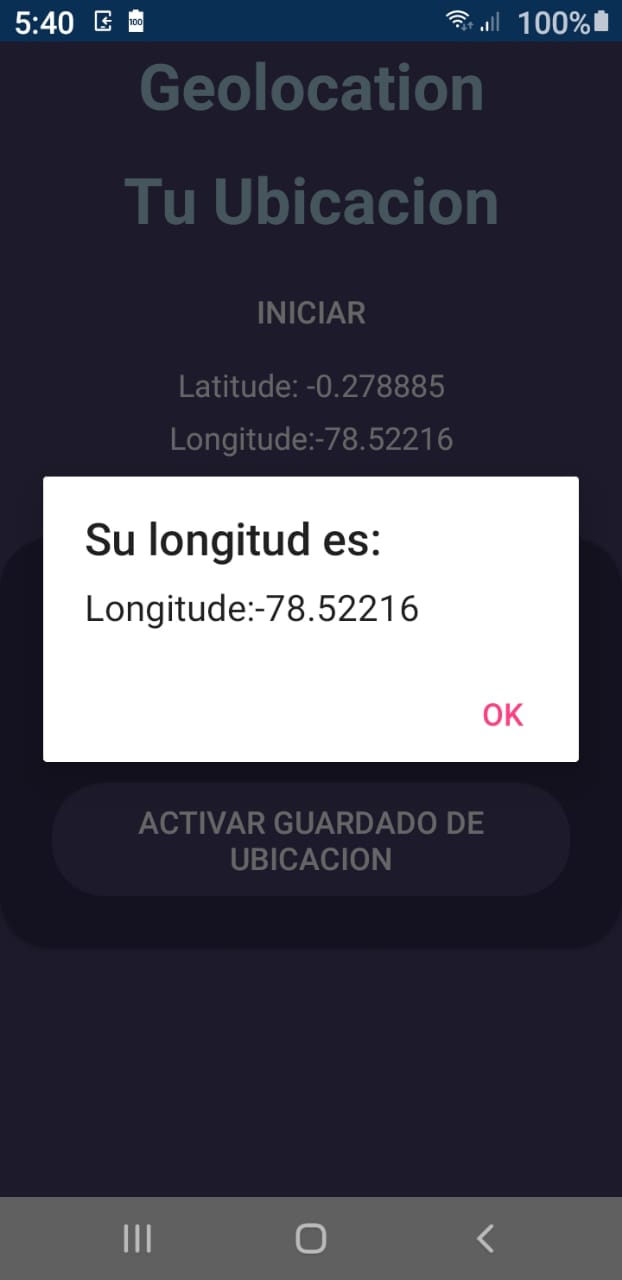 5:40 100 100%
Geolocation
Tu Ubicacion
INICIAR
Latitude: -0.278885
Longitude:-78.52216
Su longitud es:
Longitude:-78.52216
OK
ACTIVAR GUARDADO DE
UBICACION